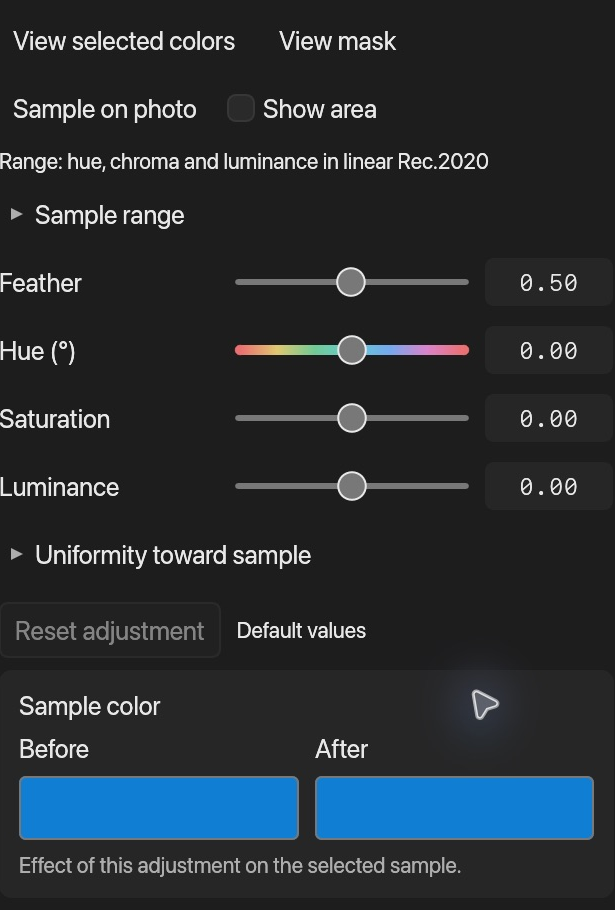 View selected colors View mask
Sample on photo Show area
Range: hue, chroma and luminance in linear Rec.2020
Sample range
Feather 0.50
Hue (°) 0.00
Saturation 0.00
Luminance 0.00
Uniformity toward sample
Reset adjustment Default values
Sample color
Before After
Effect of this adjustment on the selected sample.